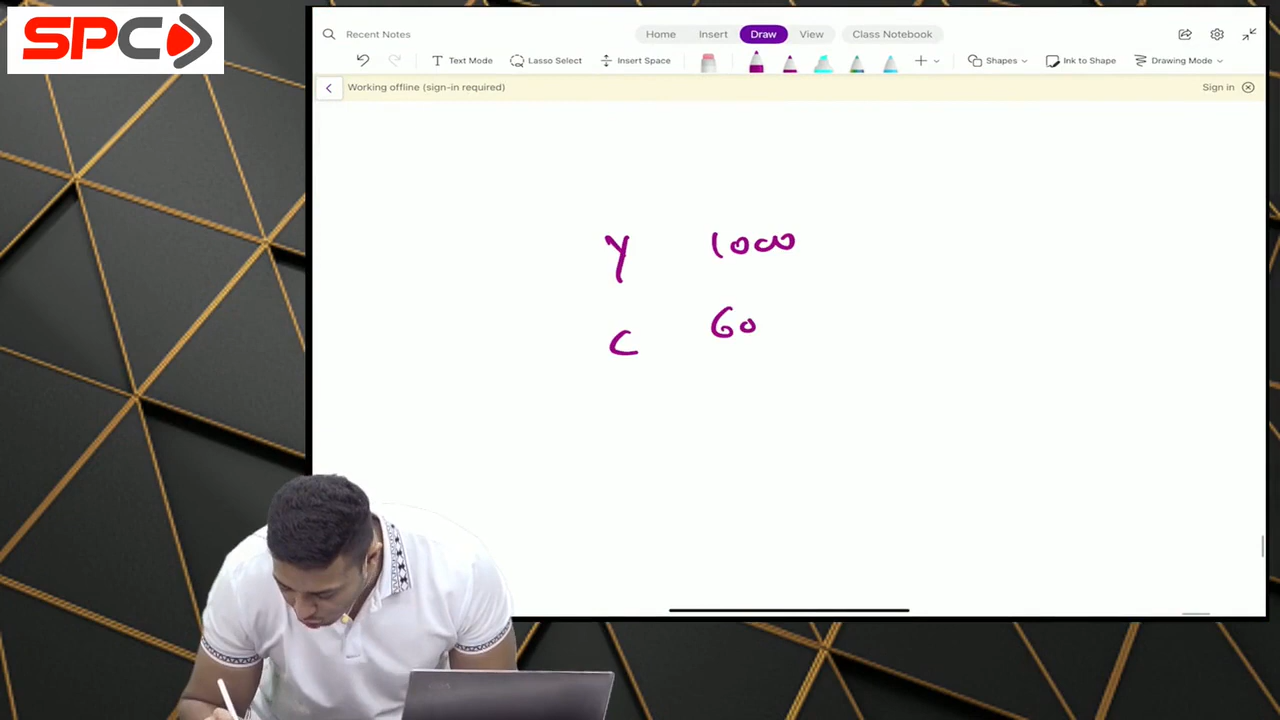 SPC
Recent Notes
Home Insert Draw View Class Notebook
Text Mode Lasso Select Insert Space Shapes Ink to Shape Drawing Mode
Working offline (sign-in required) Sign in
Y 1000
C 60